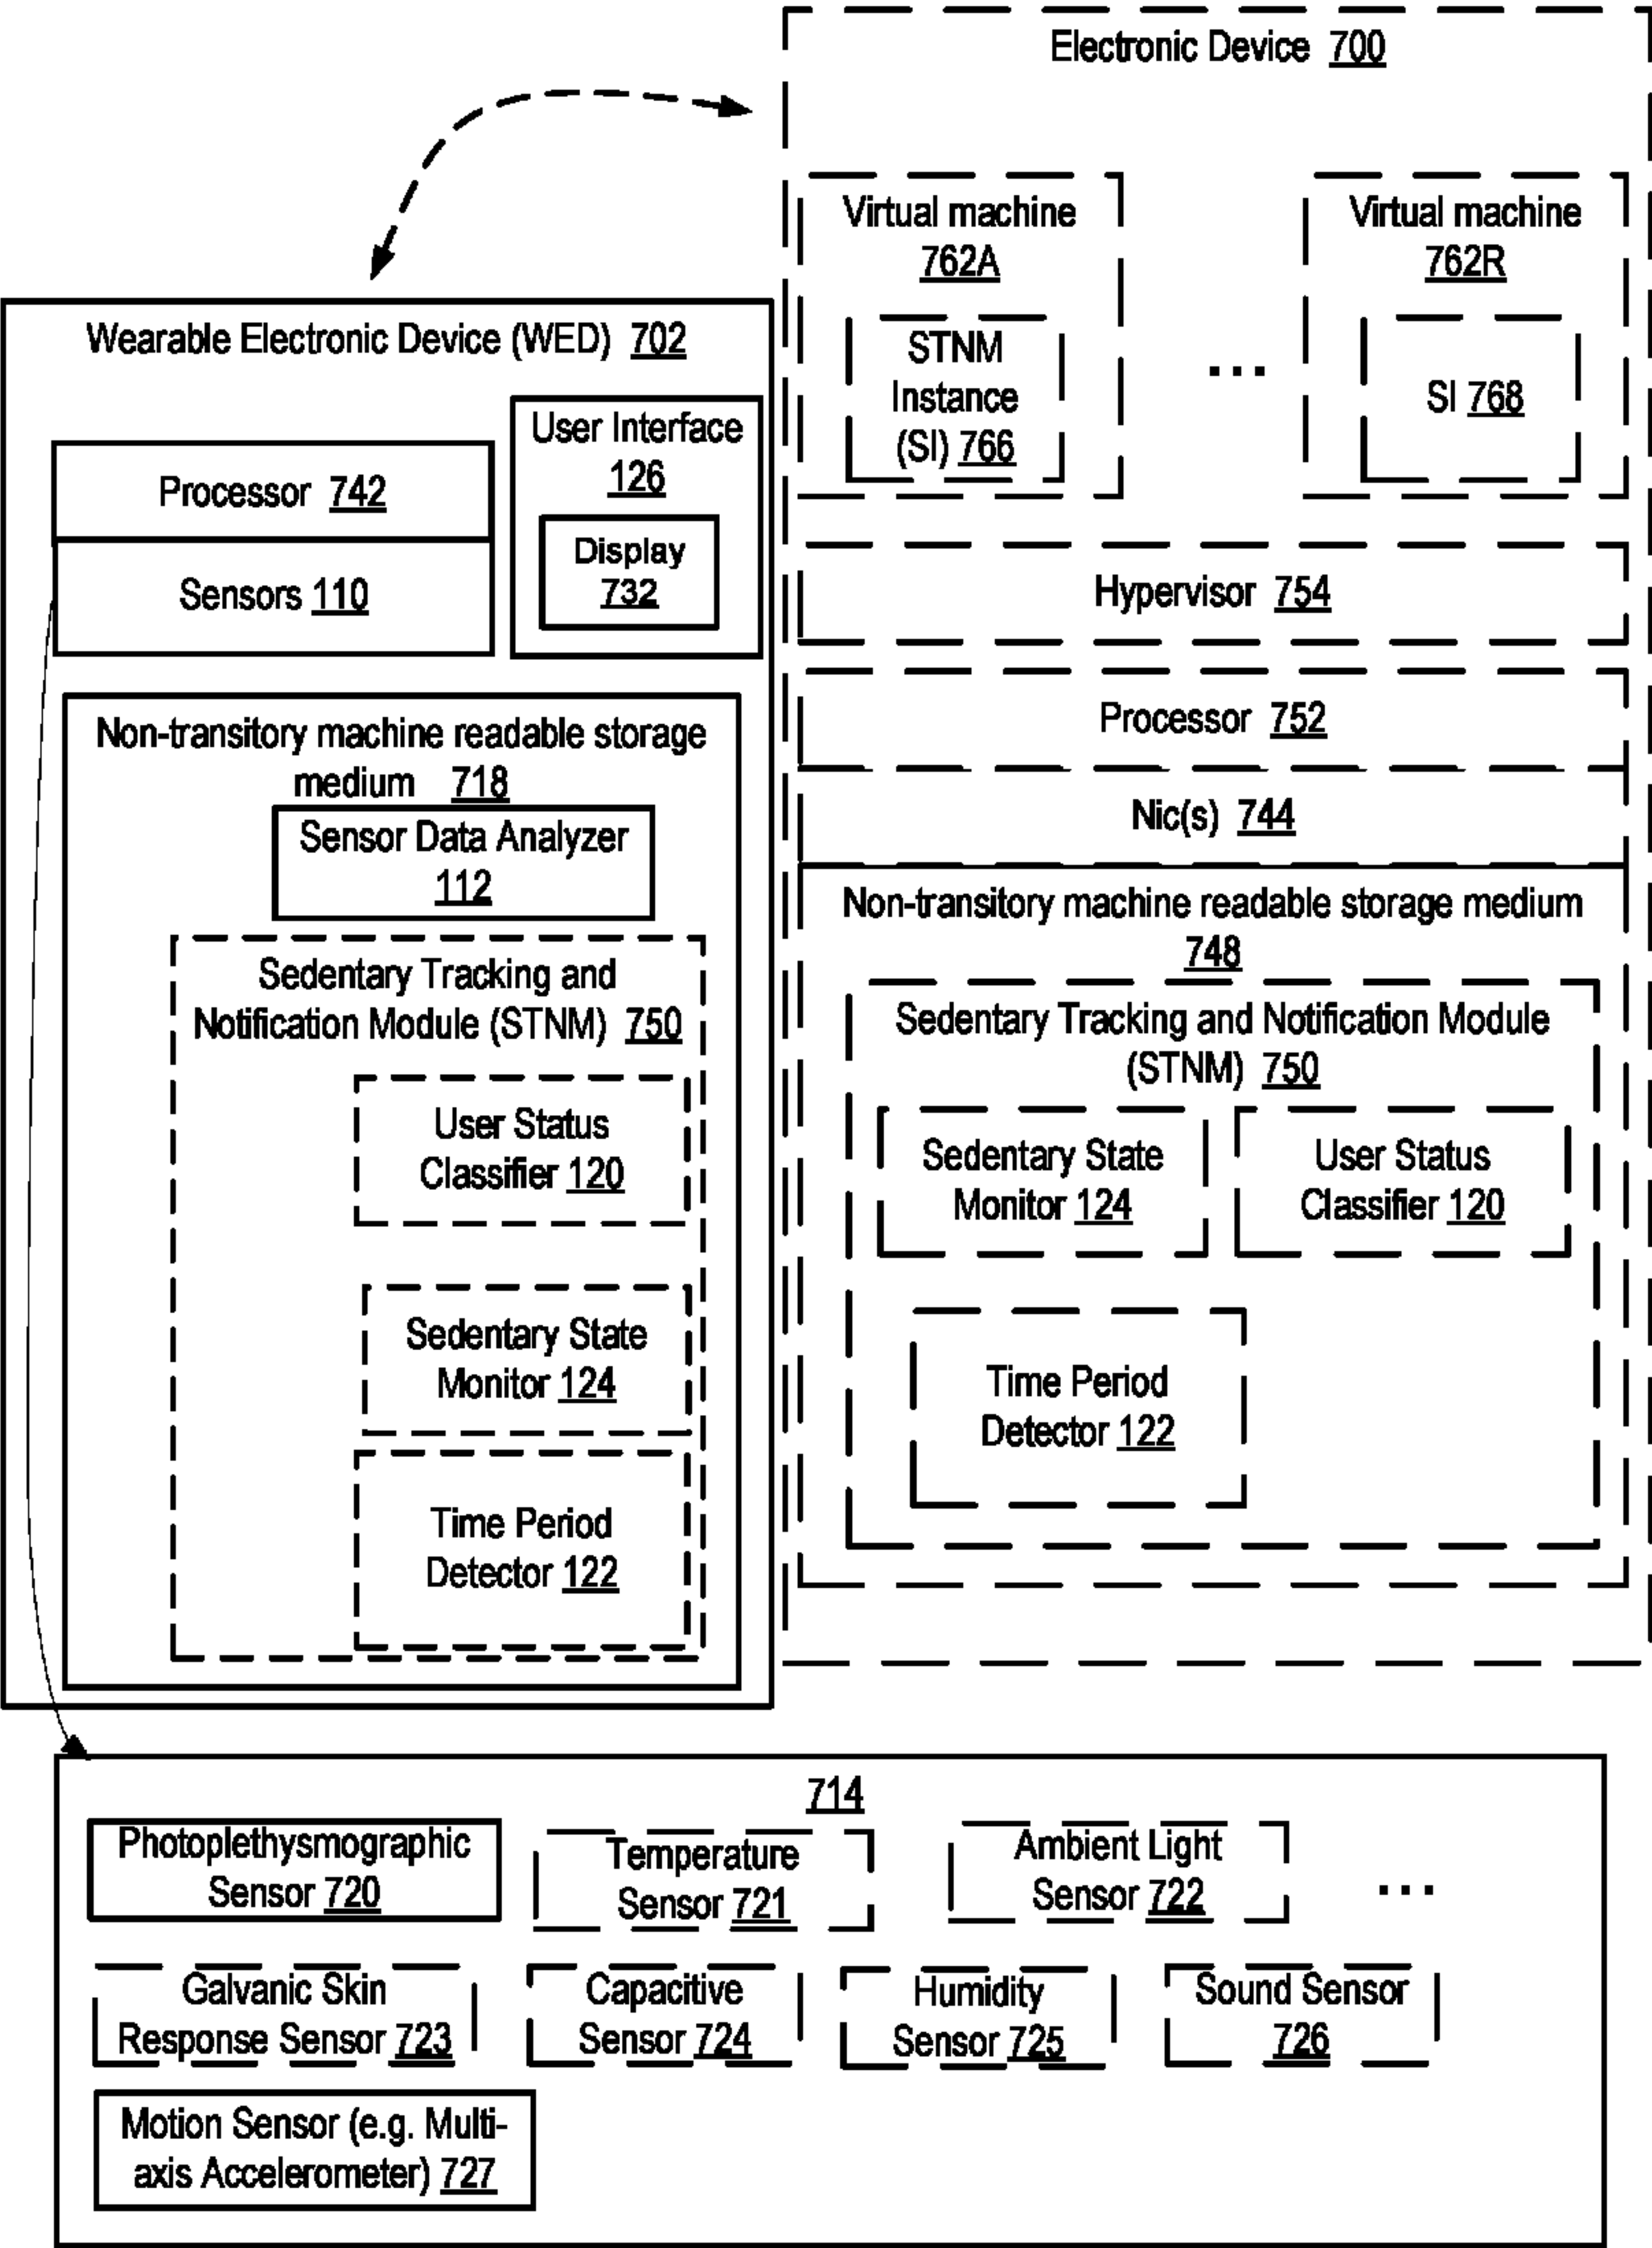 Electronic Device 700
Virtual machine
762A
STNM
Instance
(SI) 766
...
Virtual machine
762R
SI 768
Hypervisor 754
Processor 752
Nic(s) 744
Non-transitory machine readable storage medium
748
Sedentary Tracking and Notification Module
(STNM) 750
Sedentary State
Monitor 124
User Status
Classifier 120
Time Period
Detector 122
Wearable Electronic Device (WED) 702
Processor 742
Sensors 110
User Interface
126
Display
732
Non-transitory machine readable storage
medium 718
Sensor Data Analyzer
112
Sedentary Tracking and
Notification Module (STNM) 750
User Status
Classifier 120
Sedentary State
Monitor 124
Time Period
Detector 122
714
Photoplethysmographic
Sensor 720
Temperature
Sensor 721
Ambient Light
Sensor 722
...
Galvanic Skin
Response Sensor 723
Capacitive
Sensor 724
Humidity
Sensor 725
Sound Sensor
726
Motion Sensor (e.g. Multi-
axis Accelerometer) 727